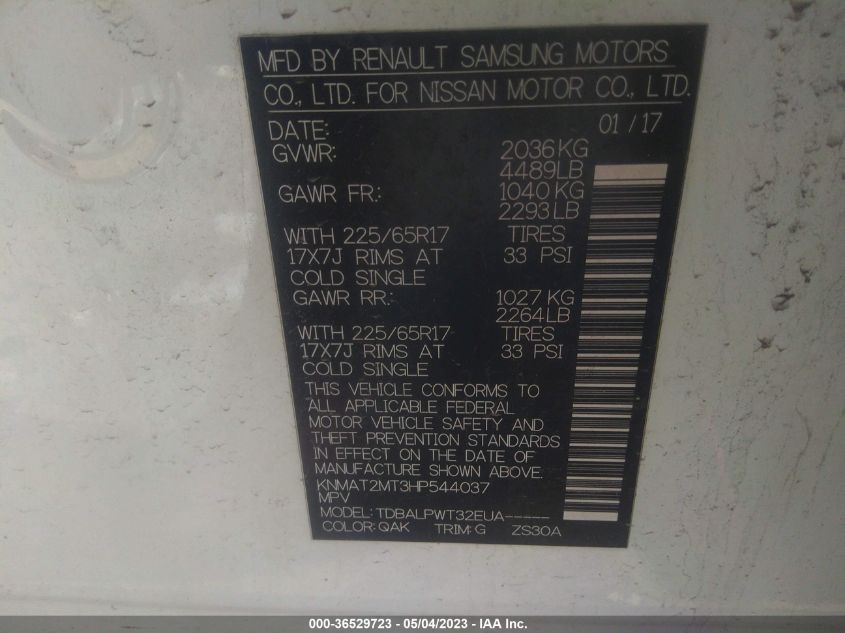 MFD BY RENAULT SAMSUNG MOTORS
CO., LTD. FOR NISSAN MOTOR CO., LTD.
DATE: 01 / 17
GVWR: 2036 KG
4489LB
GAWR FR.: 1040 KG
2293 LB
WITH 225/65R17 TIRES
17X7J RIMS AT 33 PSI
COLD SINGLE
GAWR RR.: 1027 KG
2264LB
WITH 225/65R17 TIRES
17X7J RIMS AT 33 PSI
COLD SINGLE
THIS VEHICLE CONFORMS TO
ALL APPLICABLE FEDERAL
MOTOR VEHICLE SAFETY AND
THEFT PREVENTION STANDARDS
IN EFFECT ON THE DATE OF
MANUFACTURE SHOWN ABOVE.
KNMAT2MT3HP544037
MPV
MODEL: TDBALPWT32EUA-----
COLOR: QAK TRIM: G ZS30A
000-36529723 - 05/04/2023 - IAA Inc.